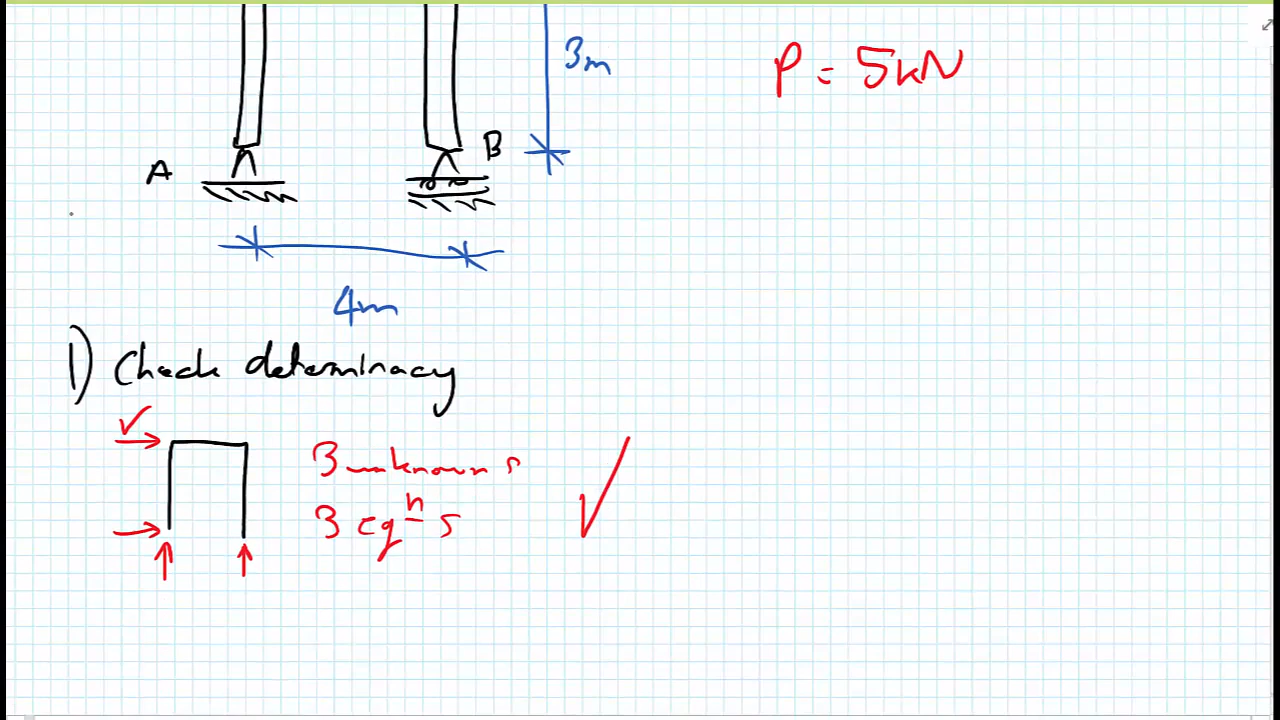 3m
P = 5kN
A
B
4m
1) Check determinacy
3 unknowns
3 eqⁿs